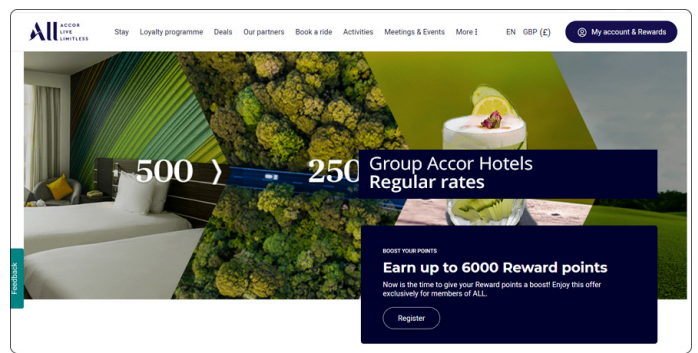 ALL ACCOR
LIVE
LIMITLESS
Stay Loyalty programme Deals Our partners Book a ride Activities Meetings & Events More EN GBP (£) My account & Rewards
500 250
Group Accor Hotels
Regular rates
BOOST YOUR POINTS
Earn up to 6000 Reward points
Now is the time to give your Reward points a boost! Enjoy this offer
exclusively for members of ALL.
Register
Feedback